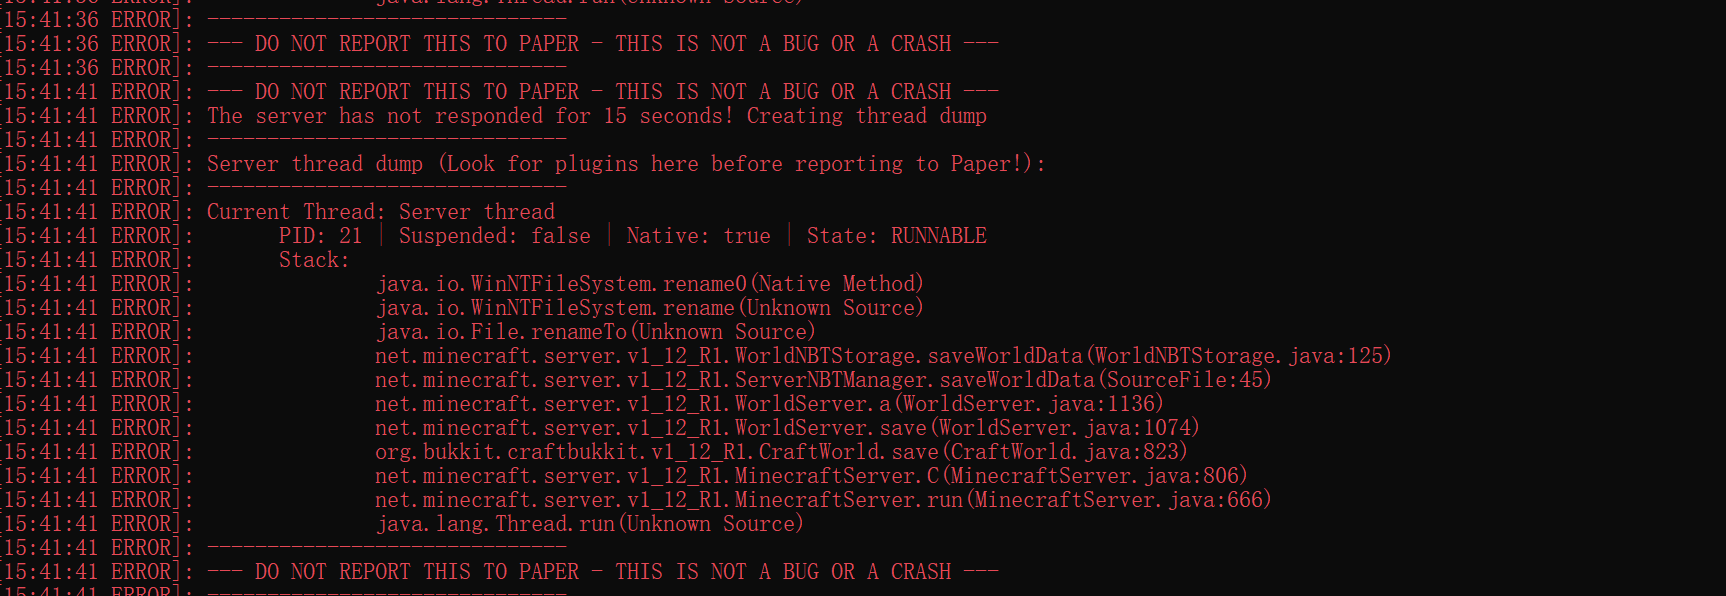 java.lang.Thread.run(Unknown Source)
[15:41:36 ERROR]: ------------------------------
[15:41:36 ERROR]: --- DO NOT REPORT THIS TO PAPER - THIS IS NOT A BUG OR A CRASH ---
[15:41:36 ERROR]: ------------------------------
[15:41:41 ERROR]: --- DO NOT REPORT THIS TO PAPER - THIS IS NOT A BUG OR A CRASH ---
[15:41:41 ERROR]: The server has not responded for 15 seconds! Creating thread dump
[15:41:41 ERROR]: ------------------------------
[15:41:41 ERROR]: Server thread dump (Look for plugins here before reporting to Paper!):
[15:41:41 ERROR]: ------------------------------
[15:41:41 ERROR]: Current Thread: Server thread
[15:41:41 ERROR]: PID: 21 | Suspended: false | Native: true | State: RUNNABLE
[15:41:41 ERROR]: Stack:
[15:41:41 ERROR]: java.io.WinNTFileSystem.rename0(Native Method)
[15:41:41 ERROR]: java.io.WinNTFileSystem.rename(Unknown Source)
[15:41:41 ERROR]: java.io.File.renameTo(Unknown Source)
[15:41:41 ERROR]: net.minecraft.server.v1_12_R1.WorldNBTStorage.saveWorldData(WorldNBTStorage.java:125)
[15:41:41 ERROR]: net.minecraft.server.v1_12_R1.ServerNBTManager.saveWorldData(SourceFile:45)
[15:41:41 ERROR]: net.minecraft.server.v1_12_R1.WorldServer.a(WorldServer.java:1136)
[15:41:41 ERROR]: net.minecraft.server.v1_12_R1.WorldServer.save(WorldServer.java:1074)
[15:41:41 ERROR]: org.bukkit.craftbukkit.v1_12_R1.CraftWorld.save(CraftWorld.java:823)
[15:41:41 ERROR]: net.minecraft.server.v1_12_R1.MinecraftServer.C(MinecraftServer.java:806)
[15:41:41 ERROR]: net.minecraft.server.v1_12_R1.MinecraftServer.run(MinecraftServer.java:666)
[15:41:41 ERROR]: java.lang.Thread.run(Unknown Source)
[15:41:41 ERROR]: ------------------------------
[15:41:41 ERROR]: --- DO NOT REPORT THIS TO PAPER - THIS IS NOT A BUG OR A CRASH ---
[15:41:41 ERROR]: ------------------------------